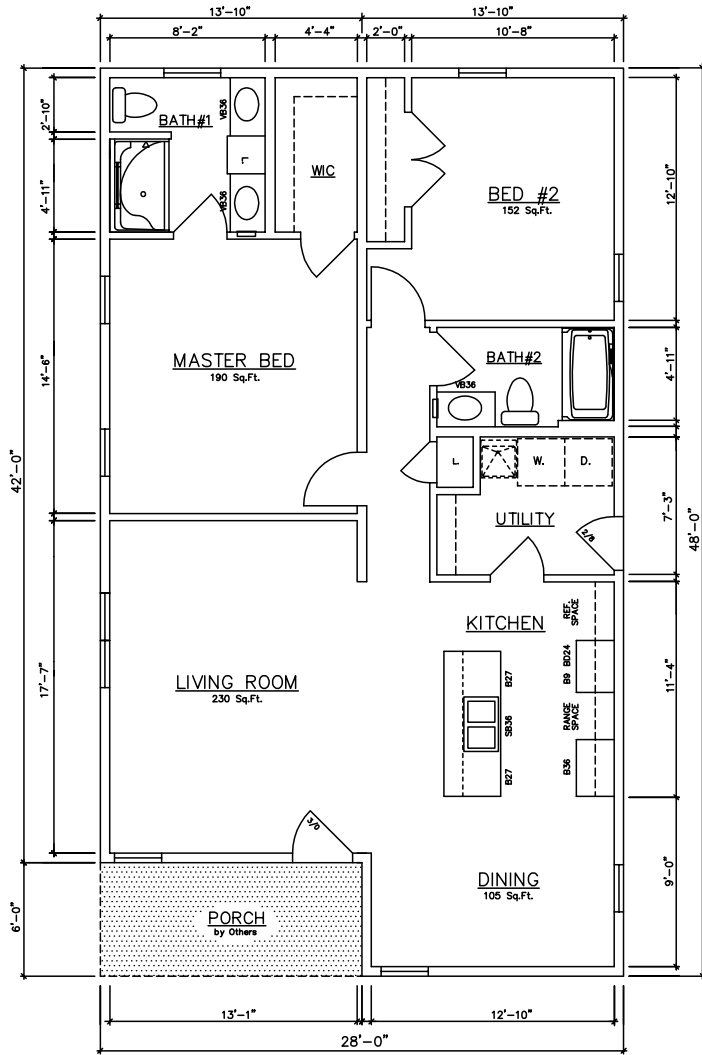 13'-10" 13'-10"
8'-2" 4'-4" 2'-0" 10'-8"
2'-10"
VB36
BATH#1
L.
WIC
BED #2
152 Sq.Ft.
12'-10"
4'-11"
VB36
MASTER BED
190 Sq.Ft.
14'-6"
BATH#2
VB36
4'-11"
42'-0"
L.
W.
D.
7'-3"
UTILITY
2/8
48'-0"
KITCHEN
REF.
SPACE
B9 BD24
RANGE
SPACE
B36
B27
SB36
B27
11'-4"
LIVING ROOM
230 Sq.Ft.
17'-7"
3/0
DINING
105 Sq.Ft.
9'-0"
PORCH
by Others
6'-0"
13'-1" 12'-10"
28'-0"